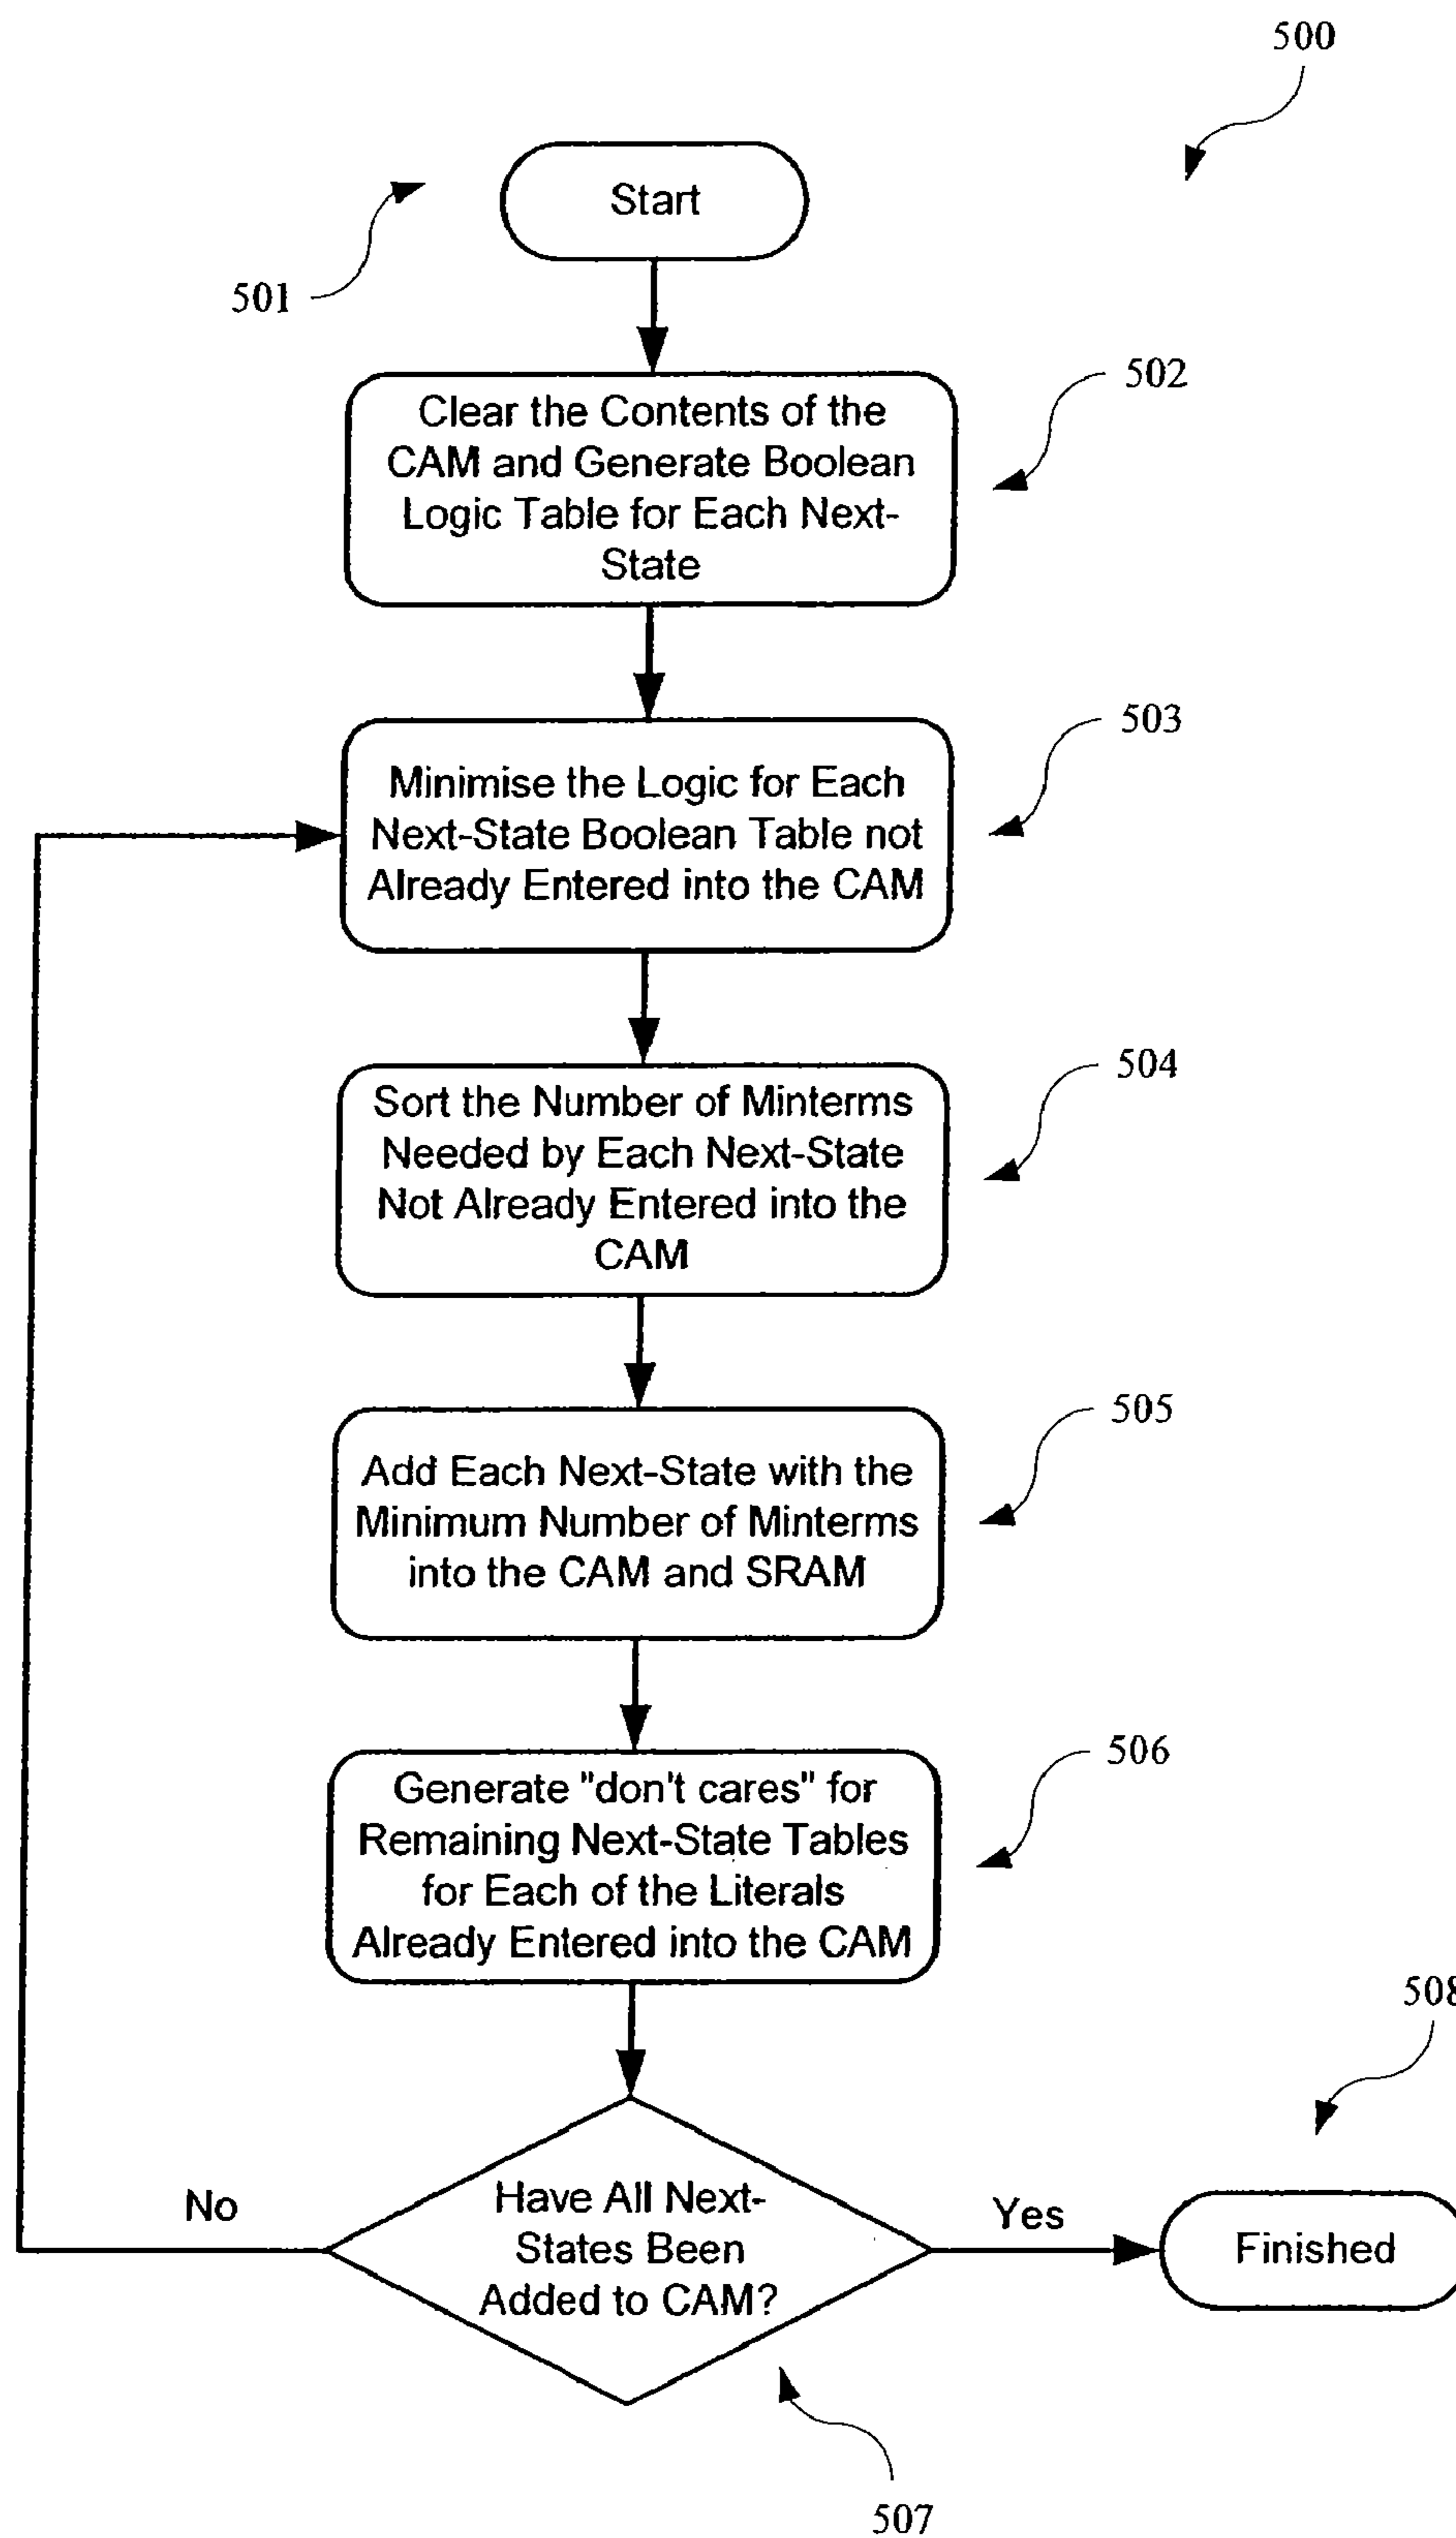 500
Start
501
502
Clear the Contents of the
CAM and Generate Boolean
Logic Table for Each Next-
State
503
Minimise the Logic for Each
Next-State Boolean Table not
Already Entered into the CAM
504
Sort the Number of Minterms
Needed by Each Next-State
Not Already Entered into the
CAM
505
Add Each Next-State with the
Minimum Number of Minterms
into the CAM and SRAM
506
Generate "don't cares" for
Remaining Next-State Tables
for Each of the Literals
Already Entered into the CAM
508
No
Have All Next-
States Been
Added to CAM?
Yes
Finished
507